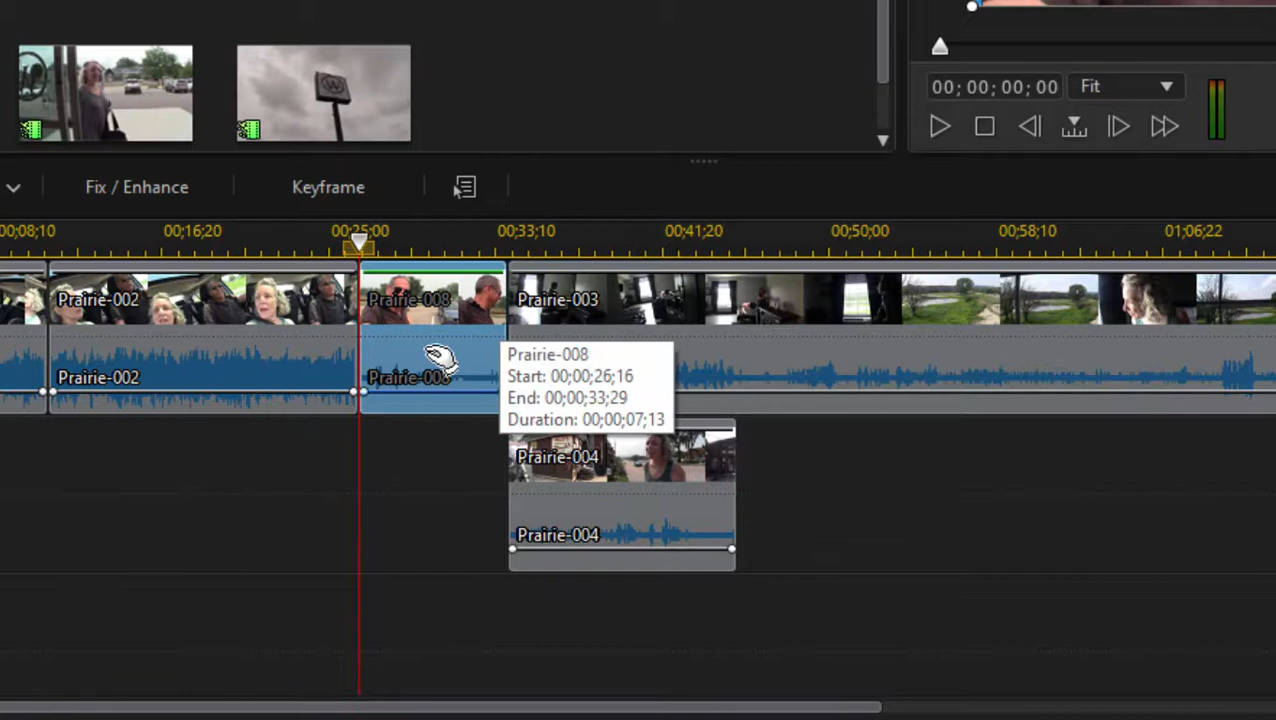 00; 00; 00; 00
Fit
Fix / Enhance
Keyframe
00;08;10
00;16;20
00;25;00
00;33;10
00;41;20
00;50;00
00;58;10
01;06;22
Prairie-002
Prairie-008
Prairie-003
Prairie-002
Prairie-008
Prairie-008
Start: 00;00;26;16
End: 00;00;33;29
Duration: 00;00;07;13
Prairie-004
Prairie-004